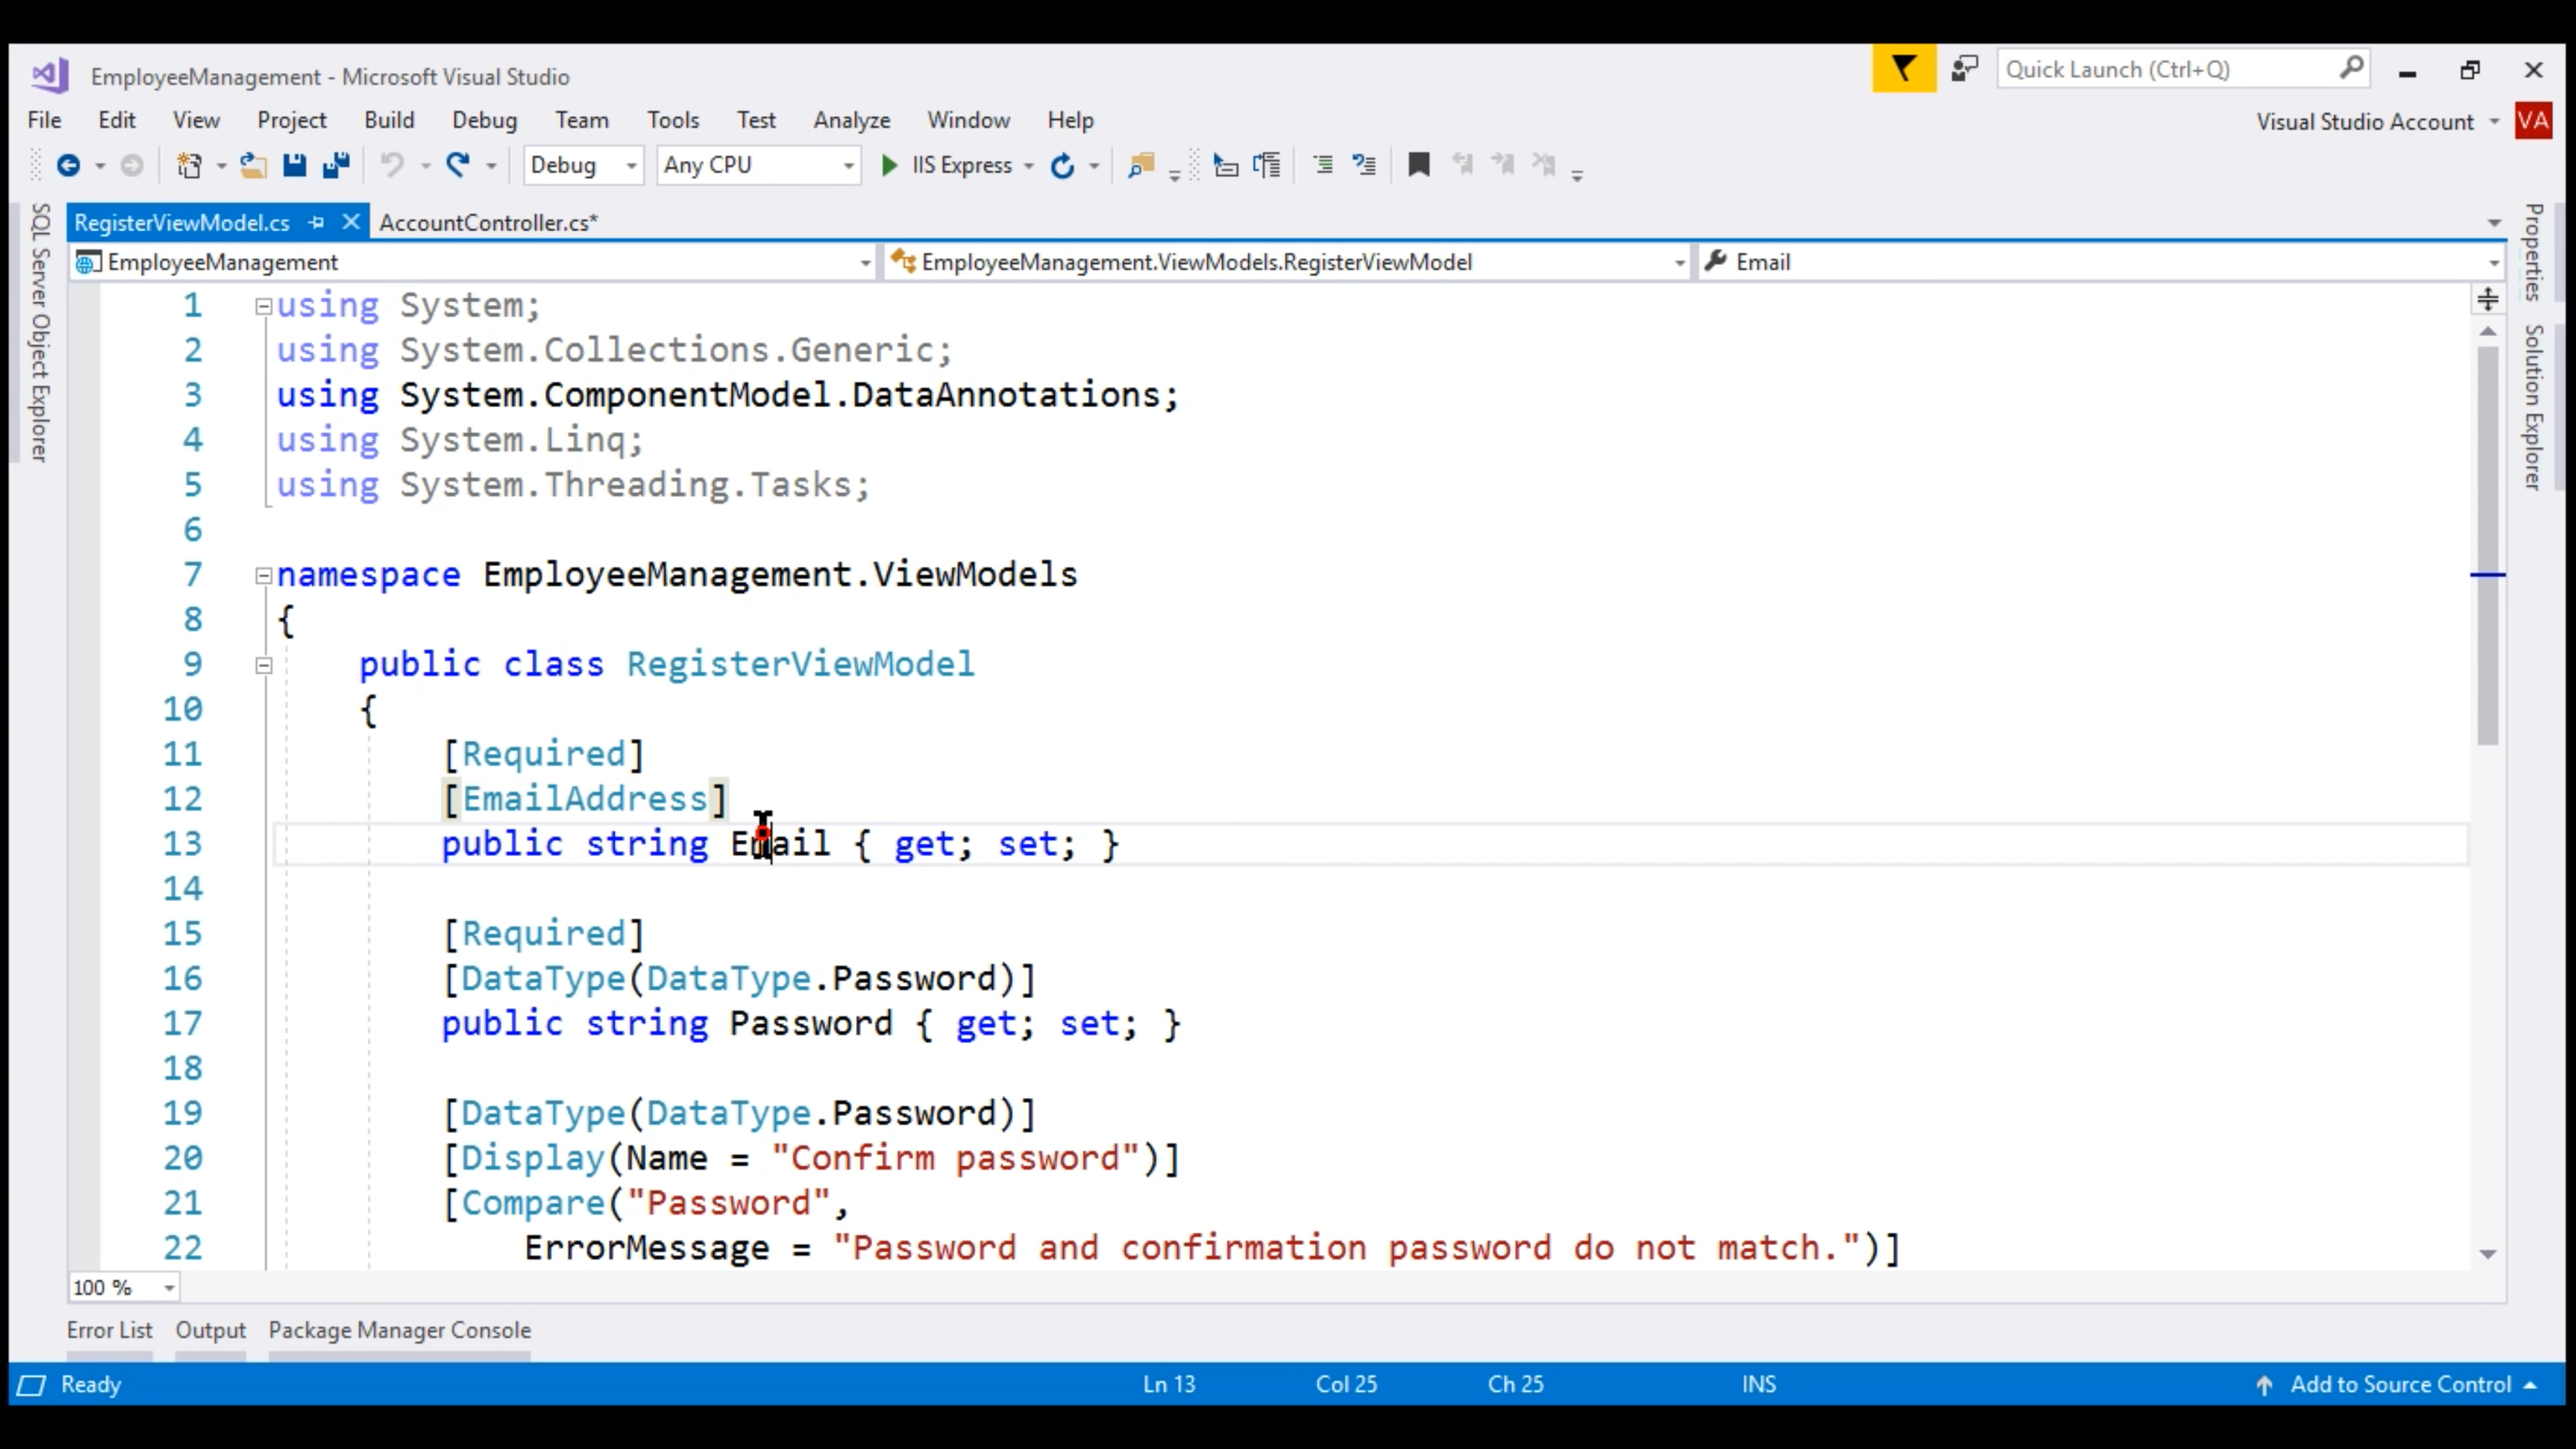 EmployeeManagement - Microsoft Visual Studio
Quick Launch (Ctrl+Q)
File Edit View Project Build Debug Team Tools Test Analyze Window Help
Visual Studio Account VA
Debug Any CPU IIS Express
RegisterViewModel.cs AccountController.cs*
EmployeeManagement EmployeeManagement.ViewModels.RegisterViewModel Email
SQL Server Object Explorer
Properties
Solution Explorer
1 using System;
2 using System.Collections.Generic;
3 using System.ComponentModel.DataAnnotations;
4 using System.Linq;
5 using System.Threading.Tasks;
6
7 namespace EmployeeManagement.ViewModels
8 {
9 public class RegisterViewModel
10 {
11 [Required]
12 [EmailAddress]
13 public string Email { get; set; }
14
15 [Required]
16 [DataType(DataType.Password)]
17 public string Password { get; set; }
18
19 [DataType(DataType.Password)]
20 [Display(Name = "Confirm password")]
21 [Compare("Password",
22 ErrorMessage = "Password and confirmation password do not match.")]
100 %
Error List Output Package Manager Console
Ready Ln 13 Col 25 Ch 25 INS Add to Source Control